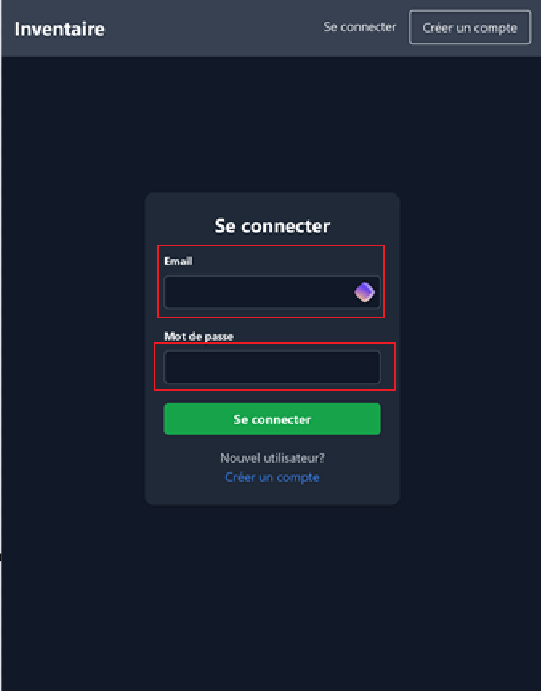 Inventaire
Se connecter
Créer un compte
Se connecter
Email
Mot de passe
Se connecter
Nouvel utilisateur?
Créer un compte